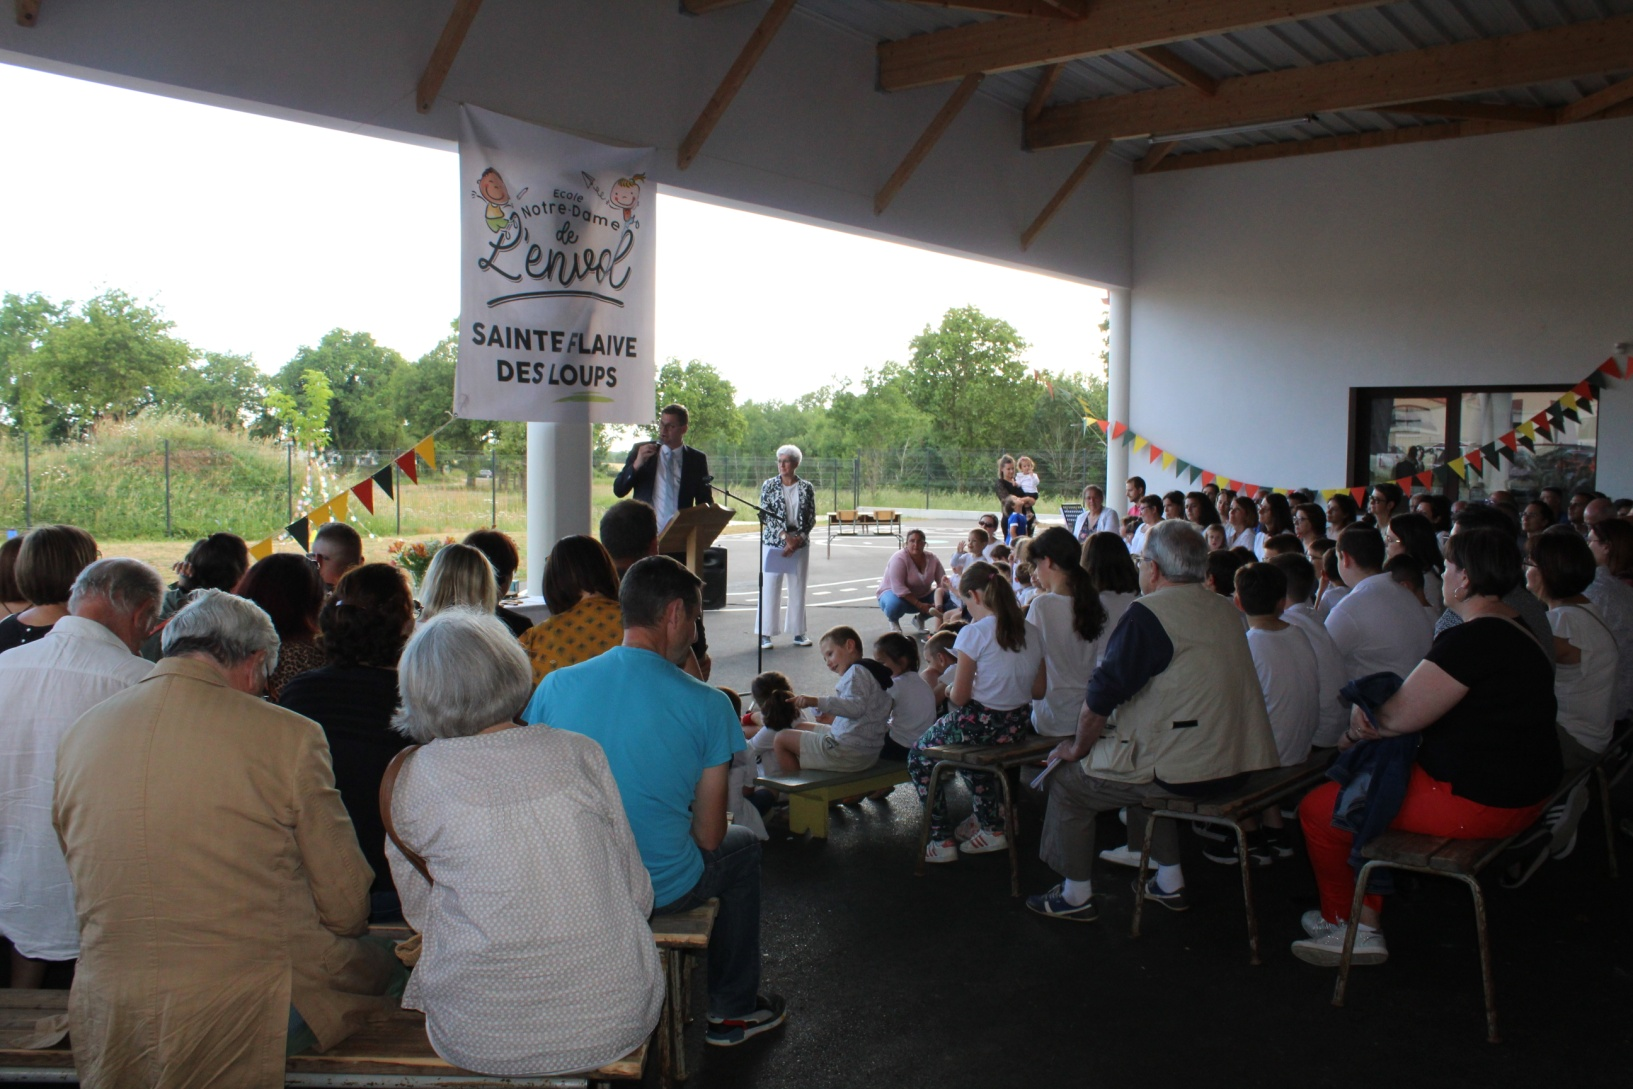 Ecole
Notre-Dame
de
L'envol
SAINTE FLAIVE
DES LOUPS